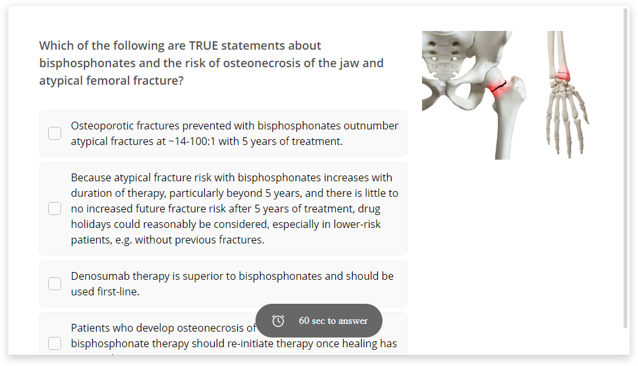 Which of the following are TRUE statements about
bisphosphonates and the risk of osteonecrosis of the jaw and
atypical femoral fracture?
Osteoporotic fractures prevented with bisphosphonates outnumber
atypical fractures at ~14-100:1 with 5 years of treatment.
Because atypical fracture risk with bisphosphonates increases with
duration of therapy, particularly beyond 5 years, and there is little to
no increased future fracture risk after 5 years of treatment, drug
holidays could reasonably be considered, especially in lower-risk
patients, e.g. without previous fractures.
Denosumab therapy is superior to bisphosphonates and should be
used first-line.
60 sec to answer
Patients who develop osteonecrosis of
bisphosphonate therapy should re-initiate therapy once healing has